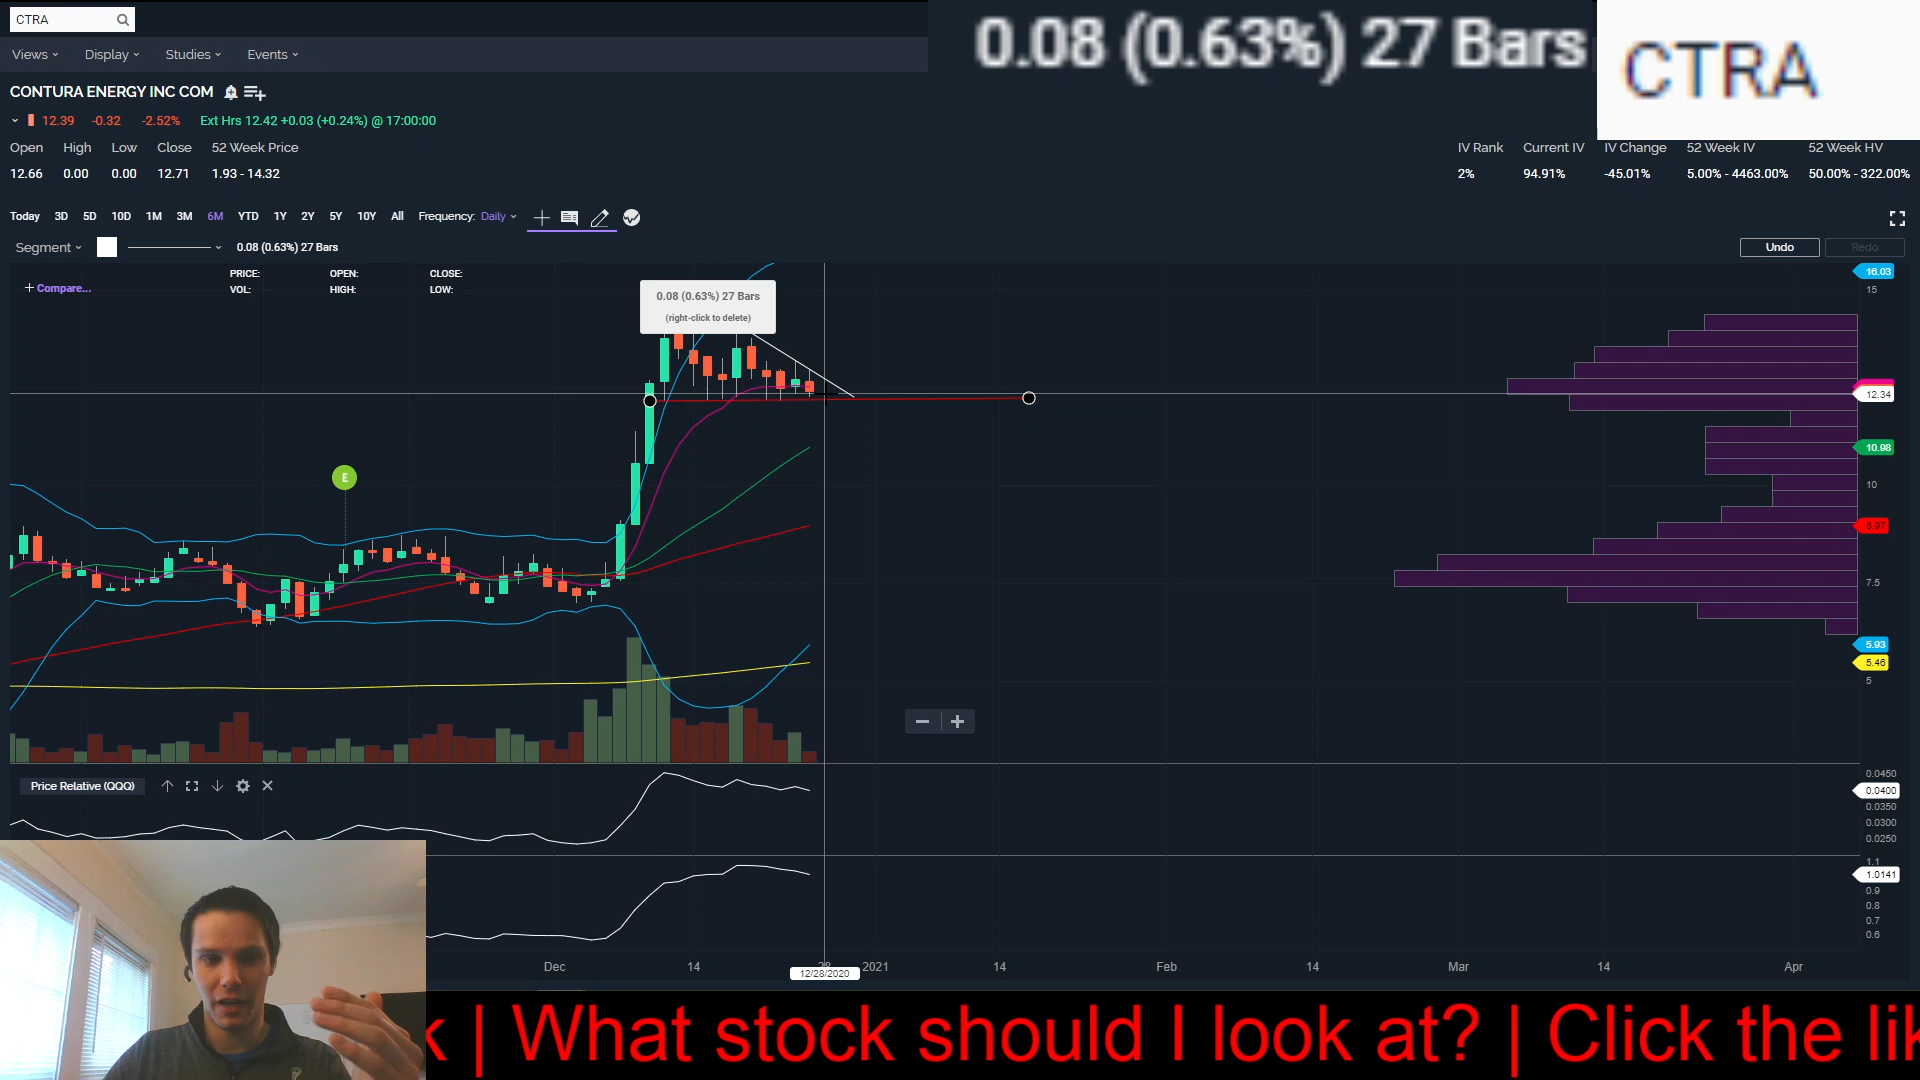 CTRA
0.08 (0.63%) 27 Bars
CTRA
Views Display Studies Events
CONTURA ENERGY INC COM
12.39 -0.32 -2.52% Ext Hrs 12.42 +0.03 (+0.24%) @ 17:00:00
Open High Low Close 52 Week Price
12.66 0.00 0.00 12.71 1.93 - 14.32
IV Rank Current IV IV Change 52 Week IV 52 Week HV
2% 94.91% -45.01% 5.00% - 4463.00% 50.00% - 322.00%
Today 3D 5D 10D 1M 3M 6M YTD 1Y 2Y 5Y 10Y All Frequency: Daily
Segment 0.08 (0.63%) 27 Bars
Undo Redo
PRICE: OPEN: CLOSE:
VOL: HIGH: LOW:
+ Compare...
0.08 (0.63%) 27 Bars
(right-click to delete)
E
16.03
15
12.34
10.98
10
8.97
7.5
5.93
5.46
5
Price Relative (QQQ)
0.0450
0.0400
0.0350
0.0300
0.0250
1.1
1.0141
0.9
0.8
0.7
0.6
Dec 14 28 2021 14 Feb 14 Mar 14 Apr
12/28/2020
k | What stock should I look at? | Click the lik